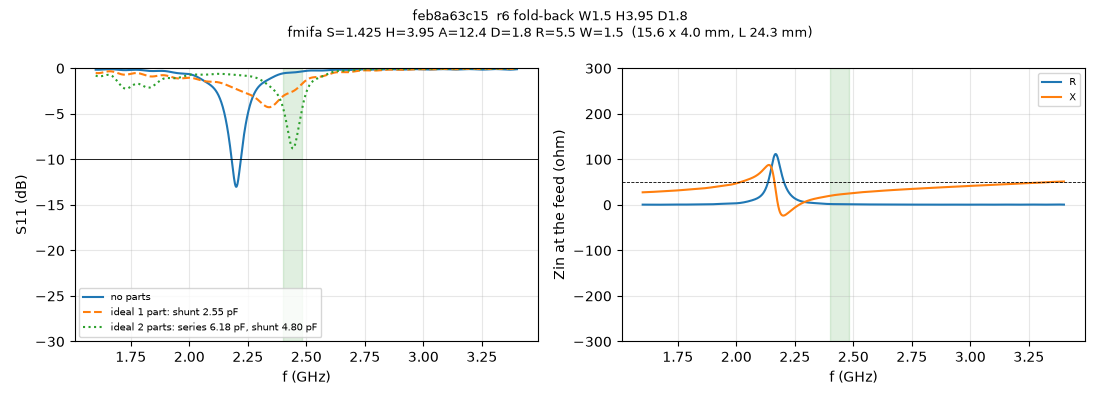 feb8a63c15  r6 fold-back W1.5 H3.95 D1.8
fmifa S=1.425 H=3.95 A=12.4 D=1.8 R=5.5 W=1.5  (15.6 x 4.0 mm, L 24.3 mm)
S11 (dB)
0
−5
−10
−15
−20
−25
−30
no parts
ideal 1 part: shunt 2.55 pF
ideal 2 parts: series 6.18 pF, shunt 4.80 pF
1.75 2.00 2.25 2.50 2.75 3.00 3.25
f (GHz)
Zin at the feed (ohm)
300
200
100
0
−100
−200
−300
R
X
1.75 2.00 2.25 2.50 2.75 3.00 3.25
f (GHz)